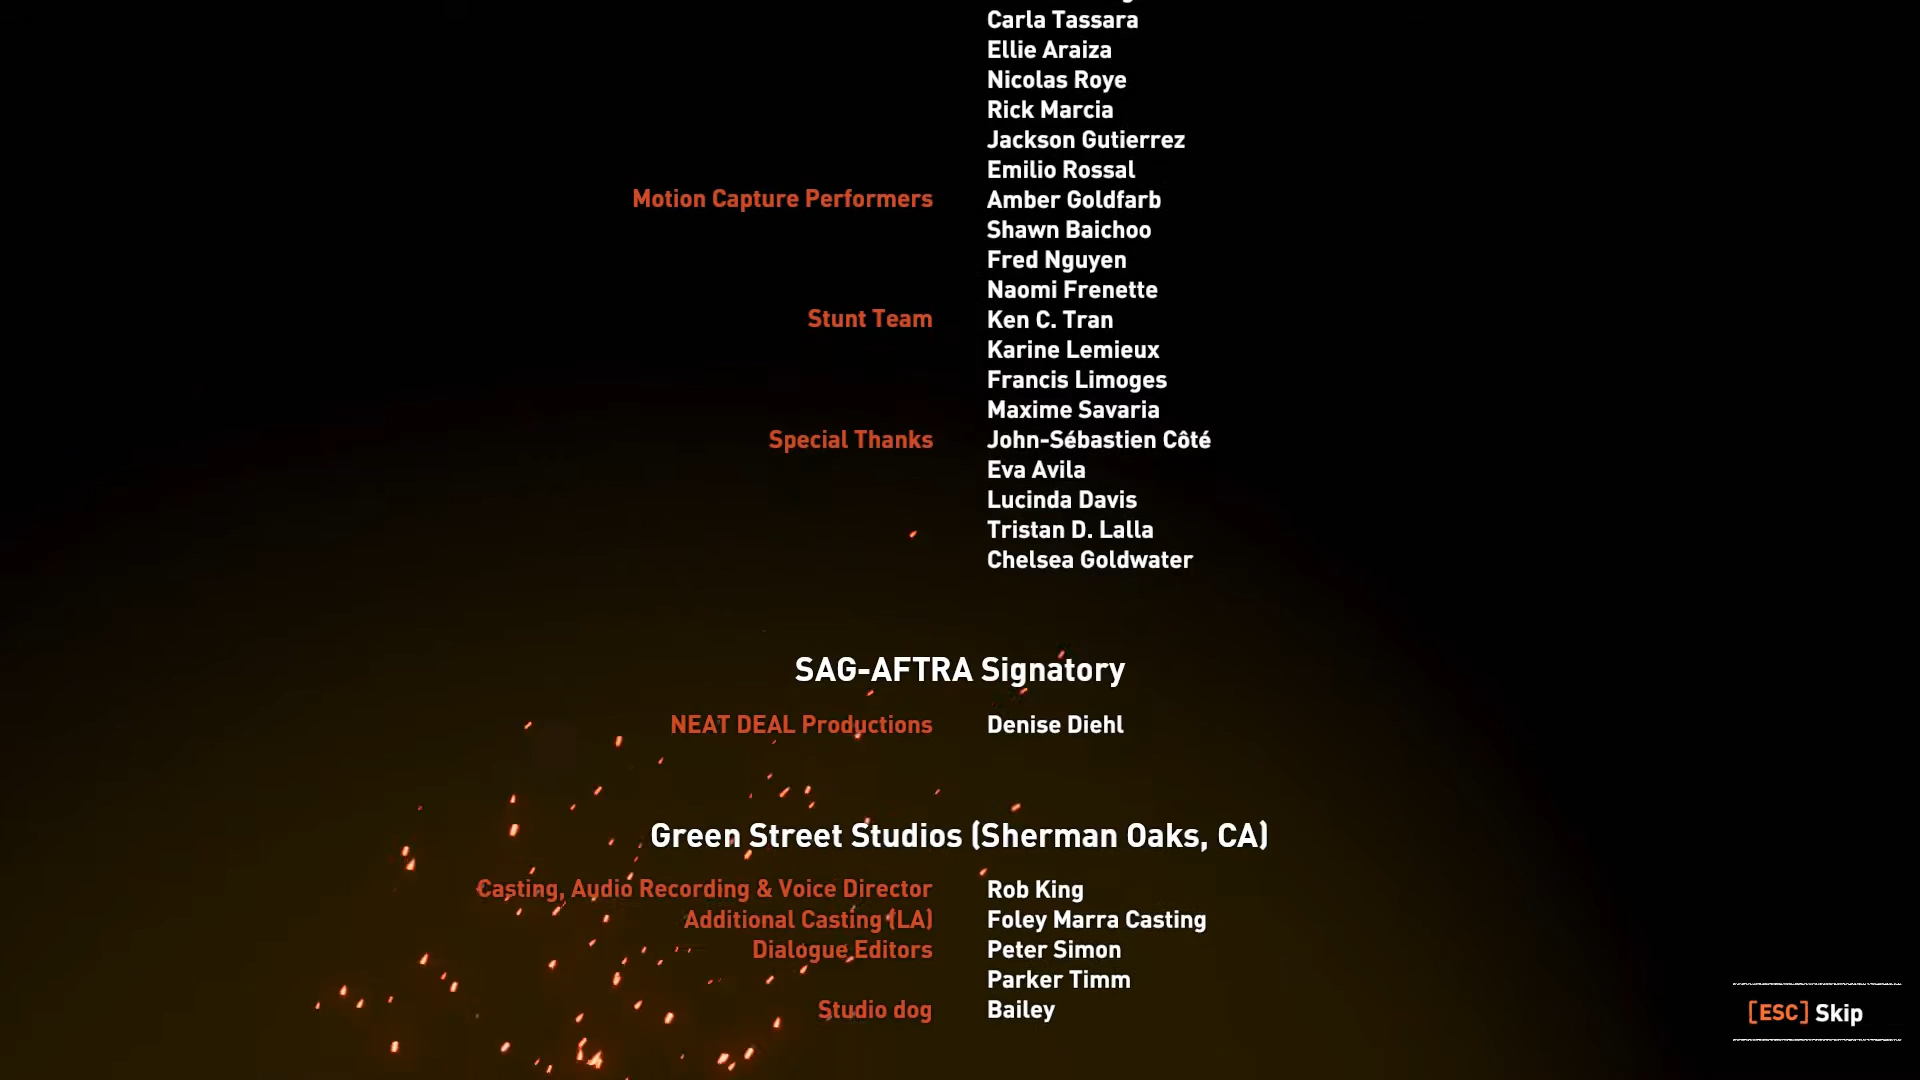 Carla Tassara
Ellie Araiza
Nicolas Roye
Rick Marcia
Jackson Gutierrez
Emilio Rossal
Motion Capture Performers Amber Goldfarb
Shawn Baichoo
Fred Nguyen
Naomi Frenette
Stunt Team Ken C. Tran
Karine Lemieux
Francis Limoges
Maxime Savaria
Special Thanks John-Sébastien Côté
Eva Avila
Lucinda Davis
Tristan D. Lalla
Chelsea Goldwater
SAG-AFTRA Signatory
NEAT DEAL Productions Denise Diehl
Green Street Studios (Sherman Oaks, CA)
Casting, Audio Recording & Voice Director Rob King
Additional Casting (LA) Foley Marra Casting
Dialogue Editors Peter Simon
Parker Timm
Studio dog Bailey
[ESC] Skip